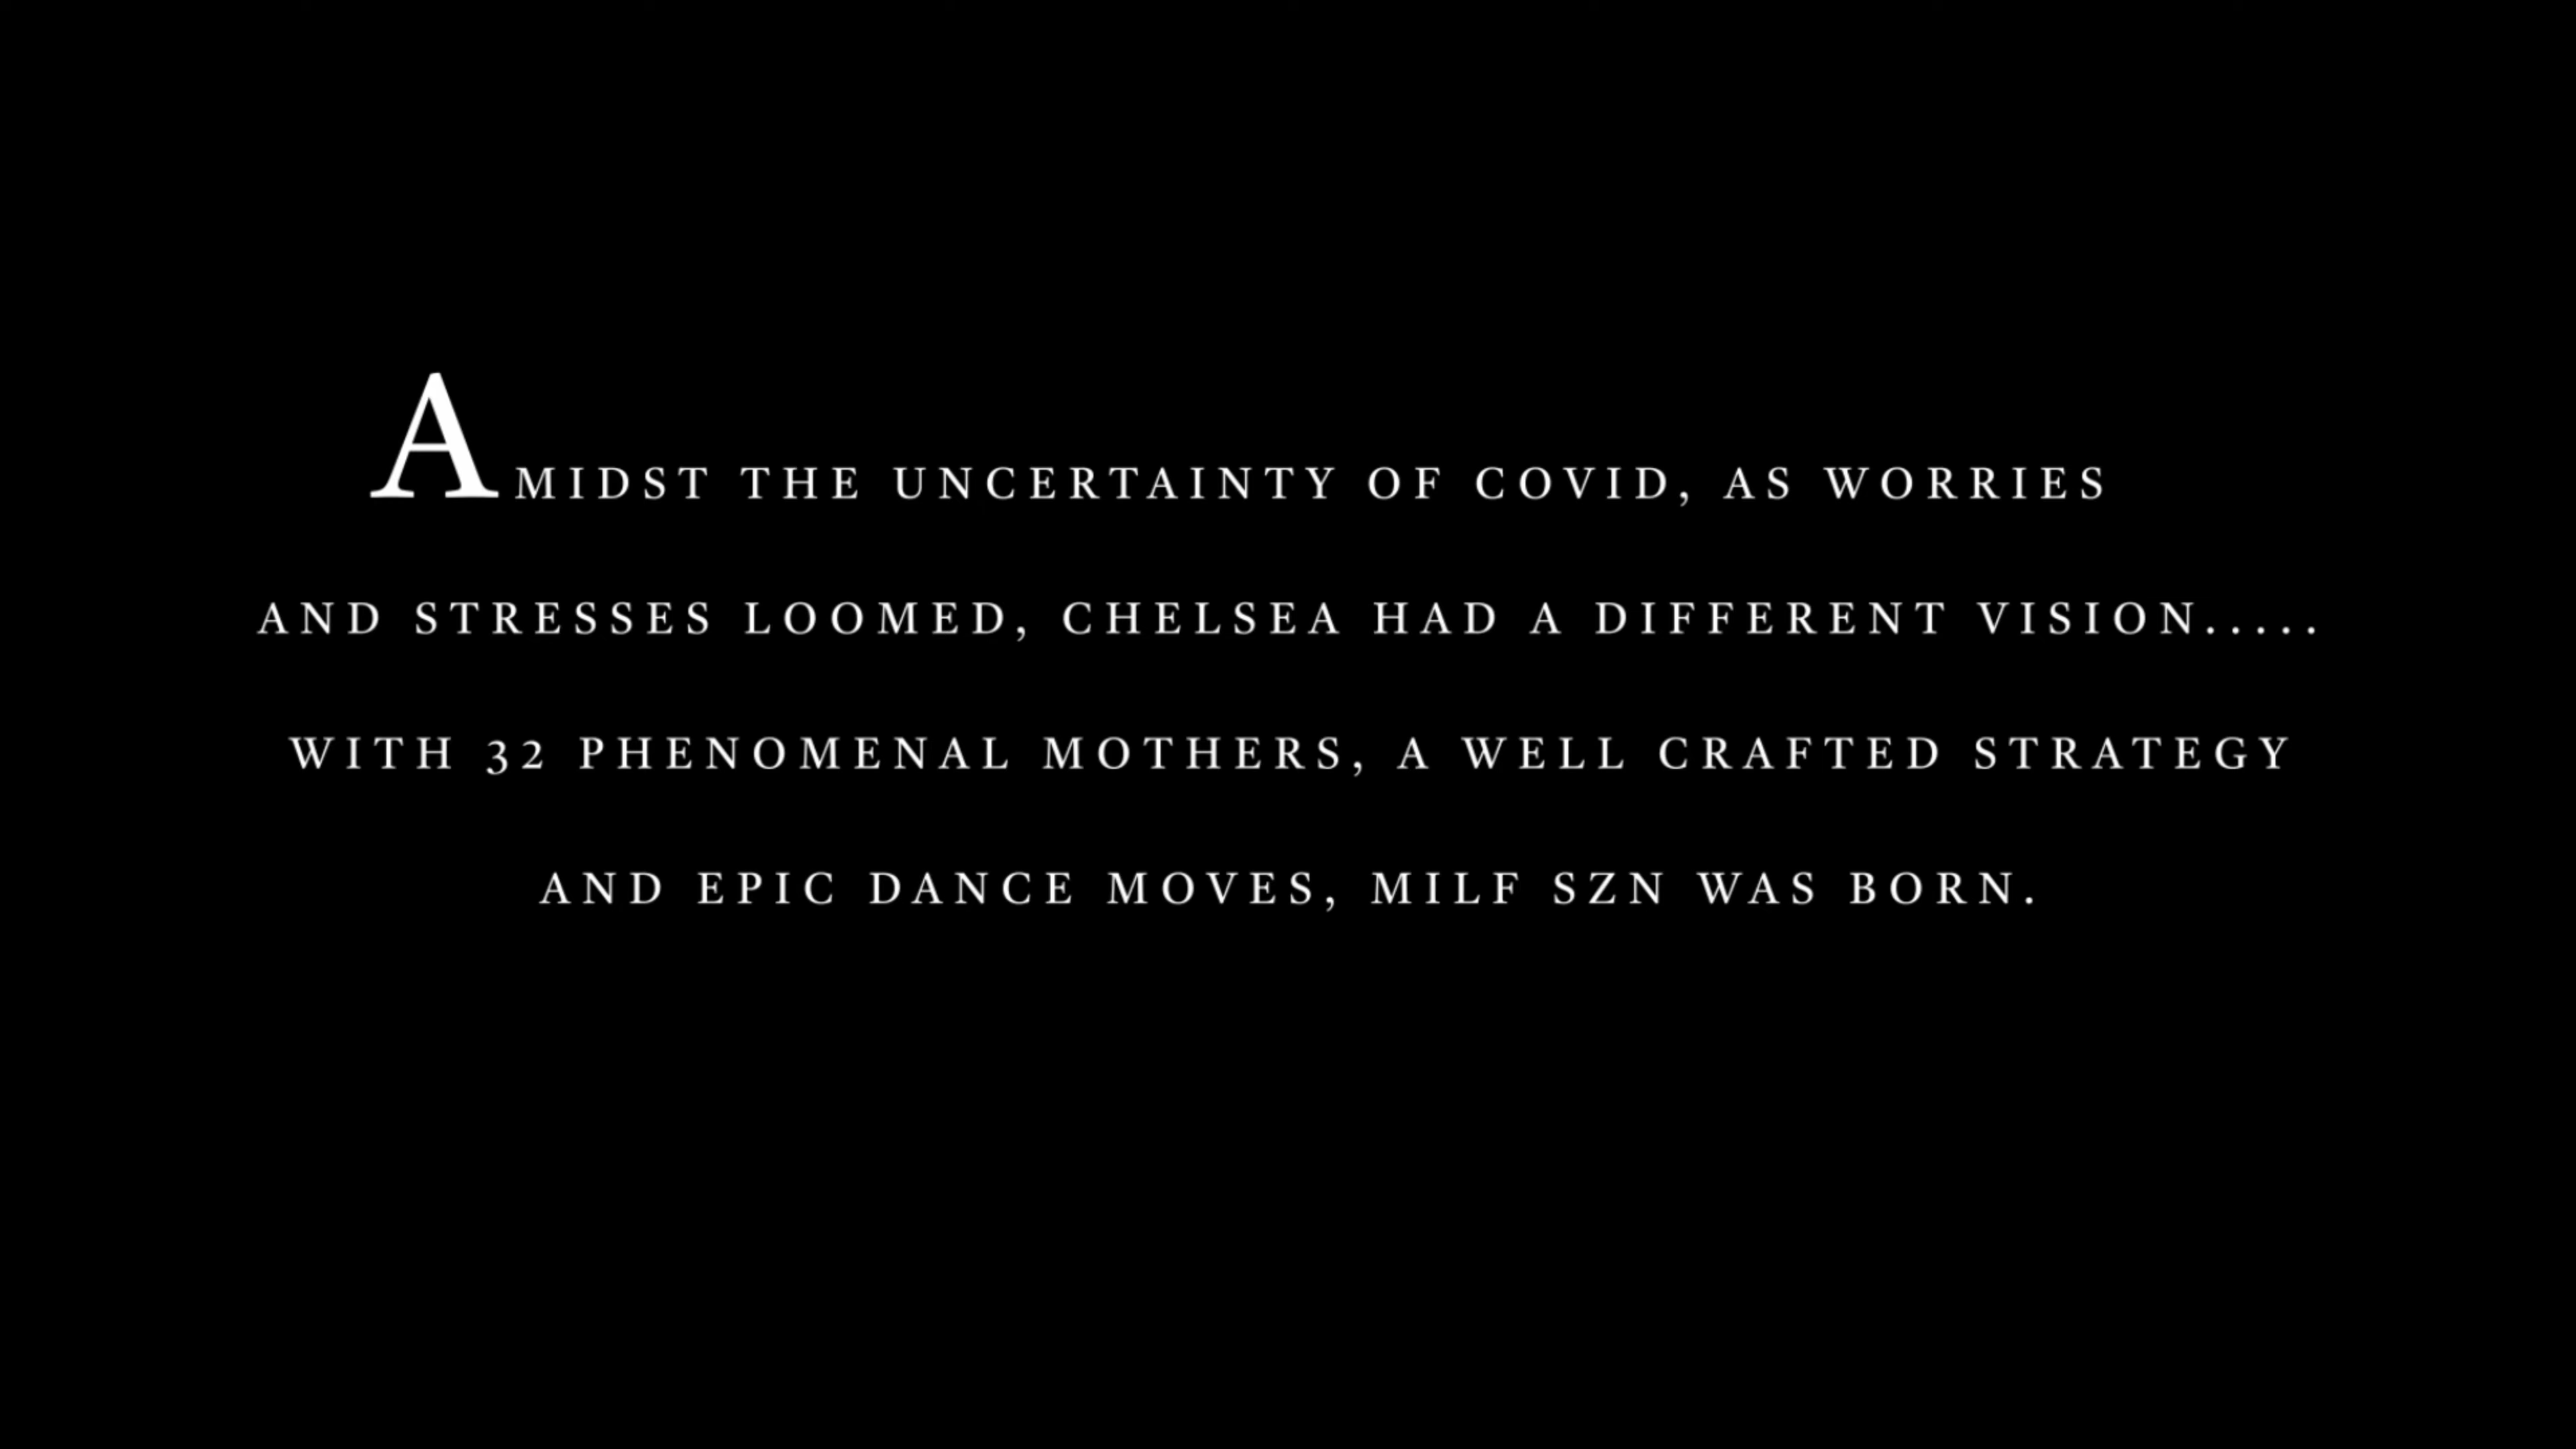 AMIDST THE UNCERTAINTY OF COVID, AS WORRIES
AND STRESSES LOOMED, CHELSEA HAD A DIFFERENT VISION.....
WITH 32 PHENOMENAL MOTHERS, A WELL CRAFTED STRATEGY
AND EPIC DANCE MOVES, MILF SZN WAS BORN.